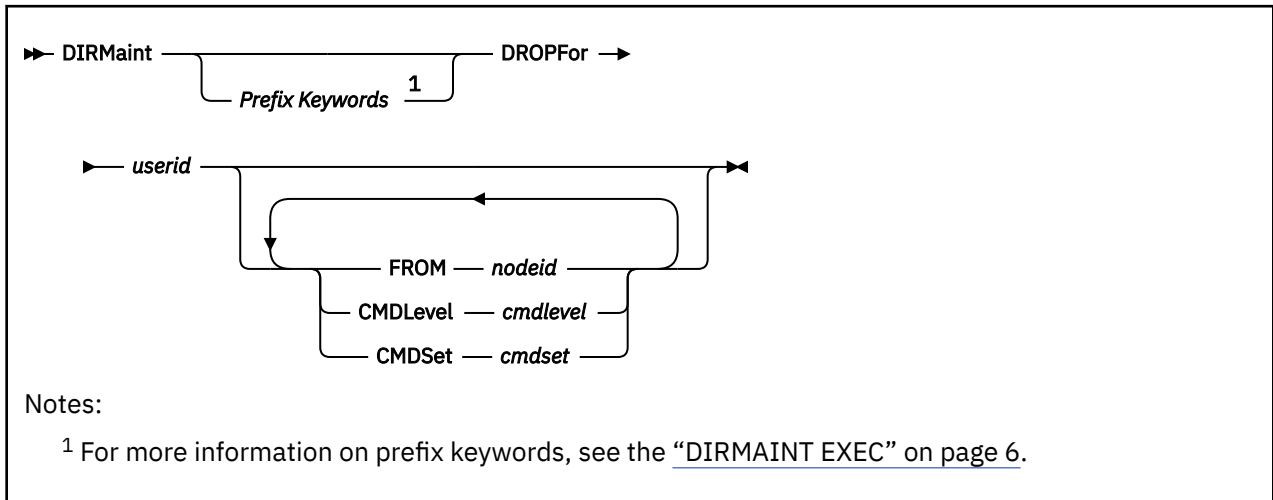 DIRMaint DROPFor
Prefix Keywords 1
userid
FROM nodeid
CMDLevel cmdlevel
CMDSet cmdset
Notes:
1 For more information on prefix keywords, see the “DIRMAINT EXEC” on page 6.